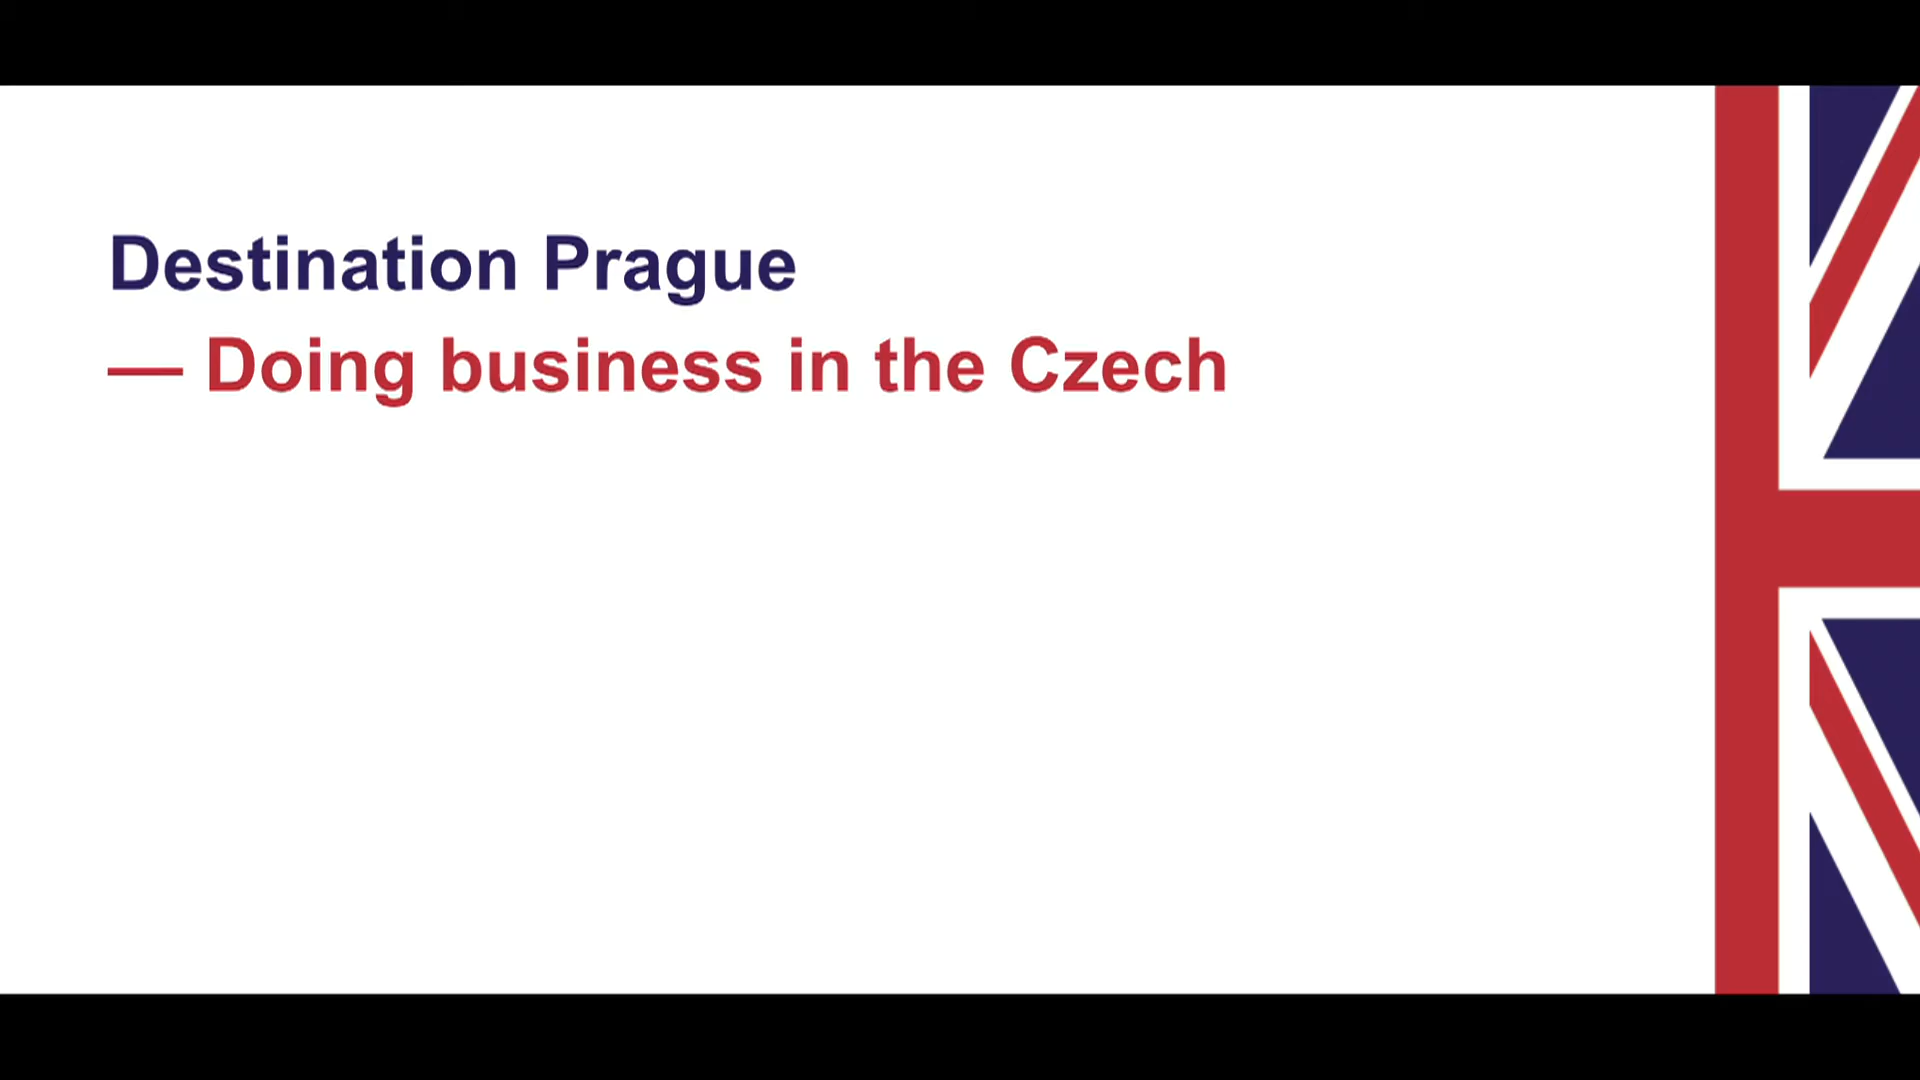 Destination Prague
— Doing business in the Czech